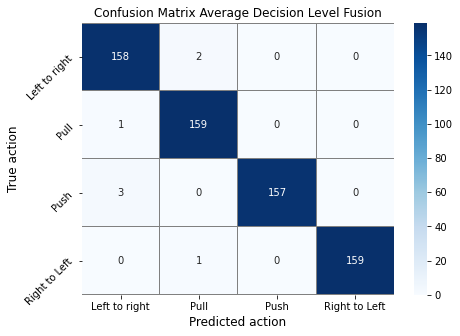 Confusion Matrix Average Decision Level Fusion
True action
Left to right
158 2 0 0
Pull
1 159 0 0
Push
3 0 157 0
Right to Left
0 1 0 159
Left to right Pull Push Right to Left
Predicted action
140
120
100
80
60
40
20
0